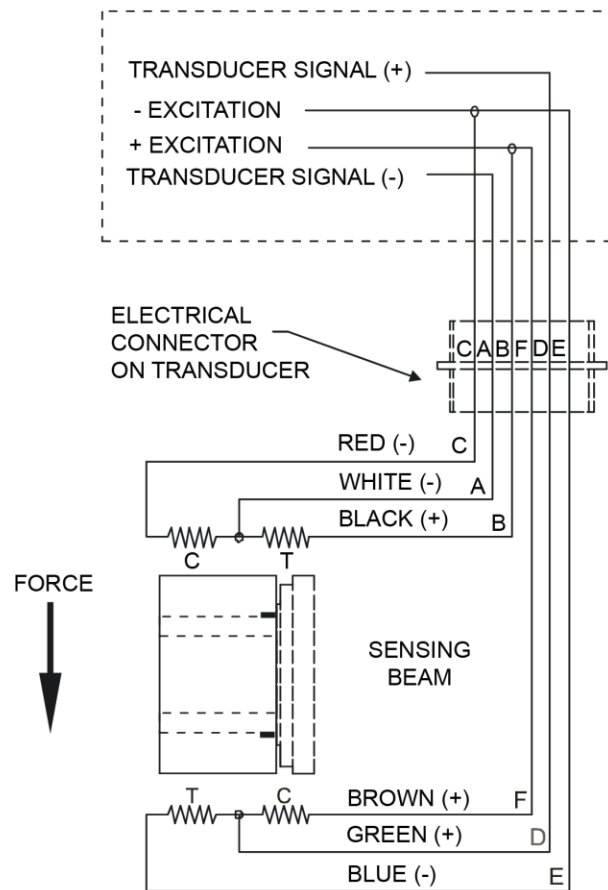 TRANSDUCER SIGNAL (+)
- EXCITATION
+ EXCITATION
TRANSDUCER SIGNAL (-)
ELECTRICAL
CONNECTOR
ON TRANSDUCER
C A B F D E
RED (-) C
WHITE (-) A
BLACK (+) B
C T
FORCE
SENSING
BEAM
T C
BROWN (+) F
GREEN (+) D
BLUE (-) E